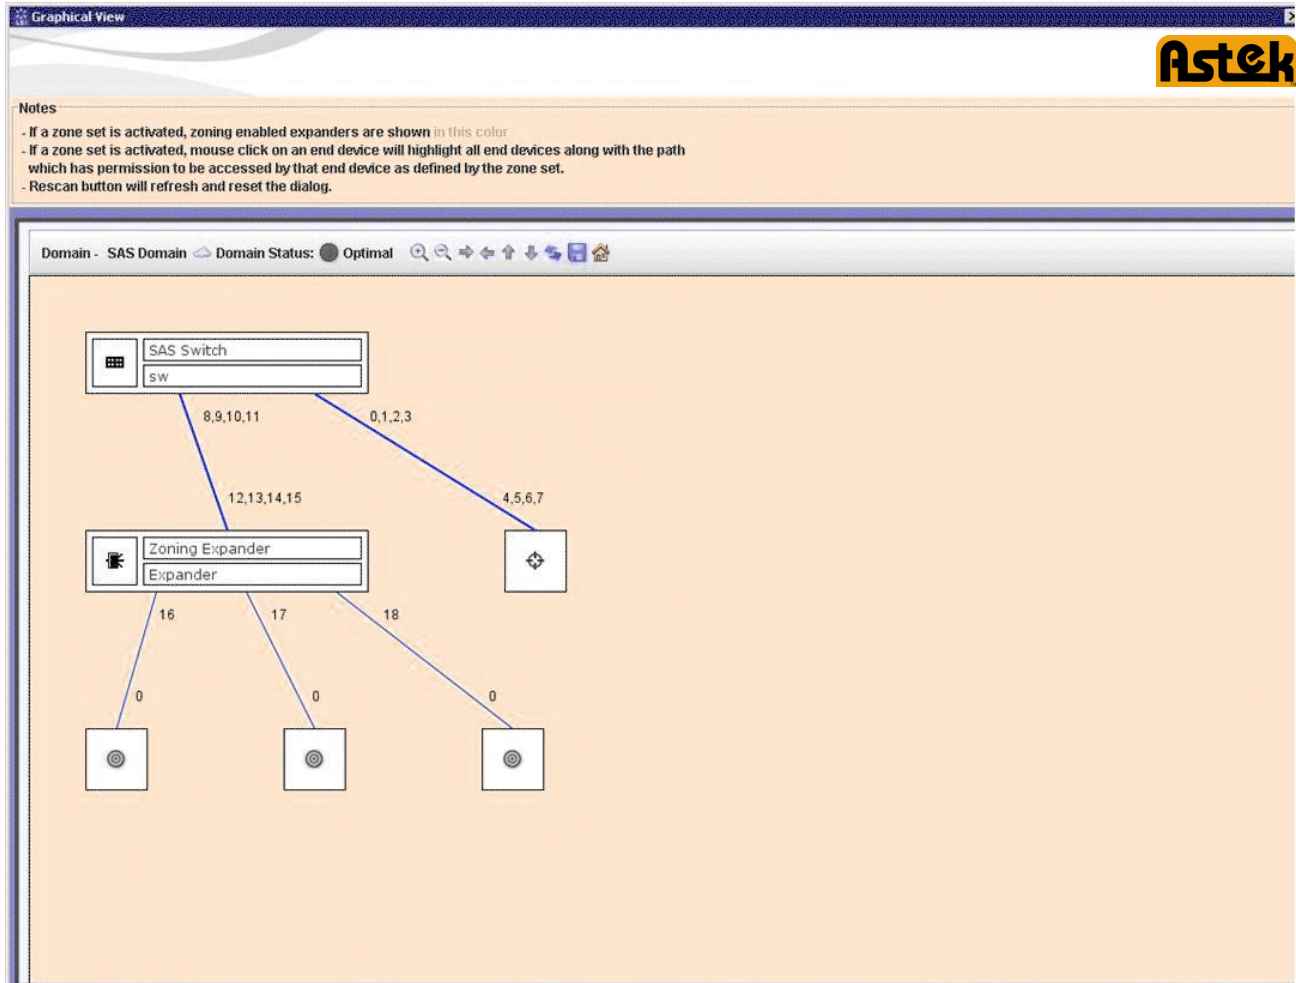 Graphical View
Astek
Notes
- If a zone set is activated, zoning enabled expanders are shown in this color
- If a zone set is activated, mouse click on an end device will highlight all end devices along with the path
which has permission to be accessed by that end device as defined by the zone set.
- Rescan button will refresh and reset the dialog.
Domain - SAS Domain Domain Status: Optimal
SAS Switch
sw
8,9,10,11 0,1,2,3
12,13,14,15 4,5,6,7
Zoning Expander
Expander
16 17 18
0 0 0